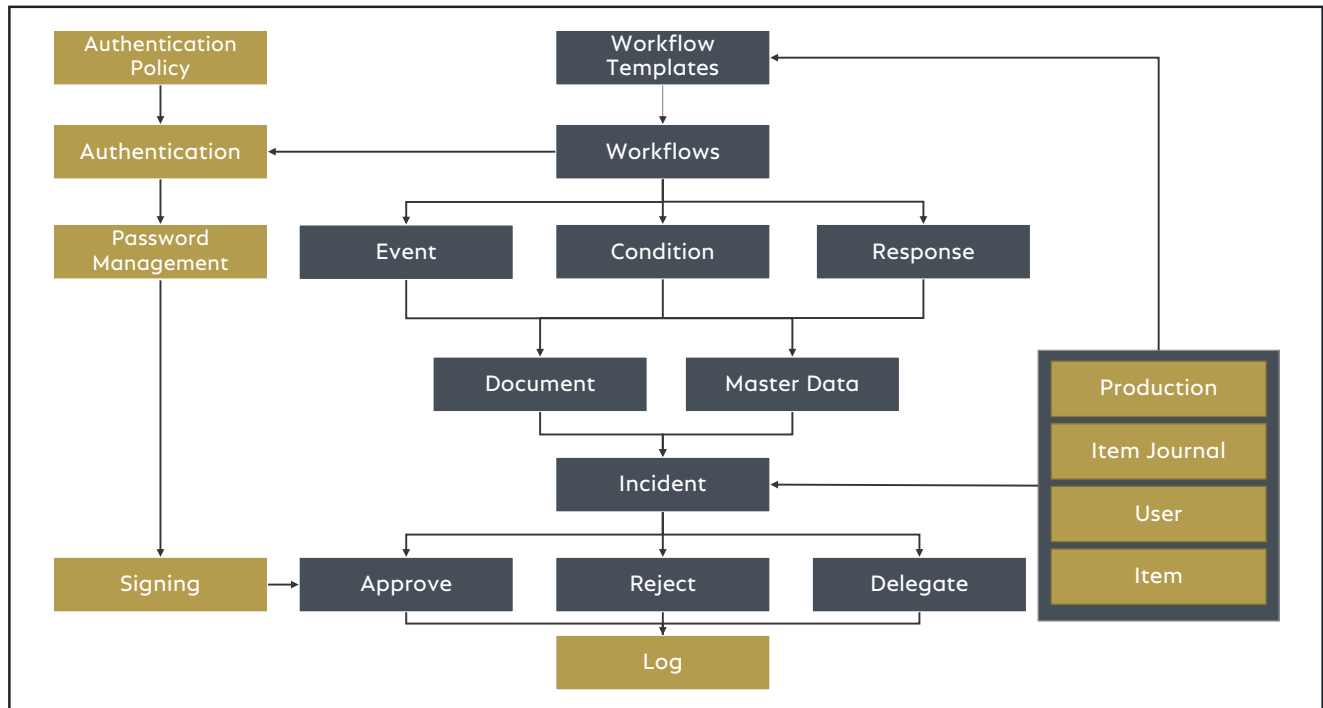 Authentication
Policy
Workflow
Templates
Authentication
Workflows
Password
Management
Event
Condition
Response
Document
Master Data
Production
Item Journal
Incident
User
Item
Signing
Approve
Reject
Delegate
Log